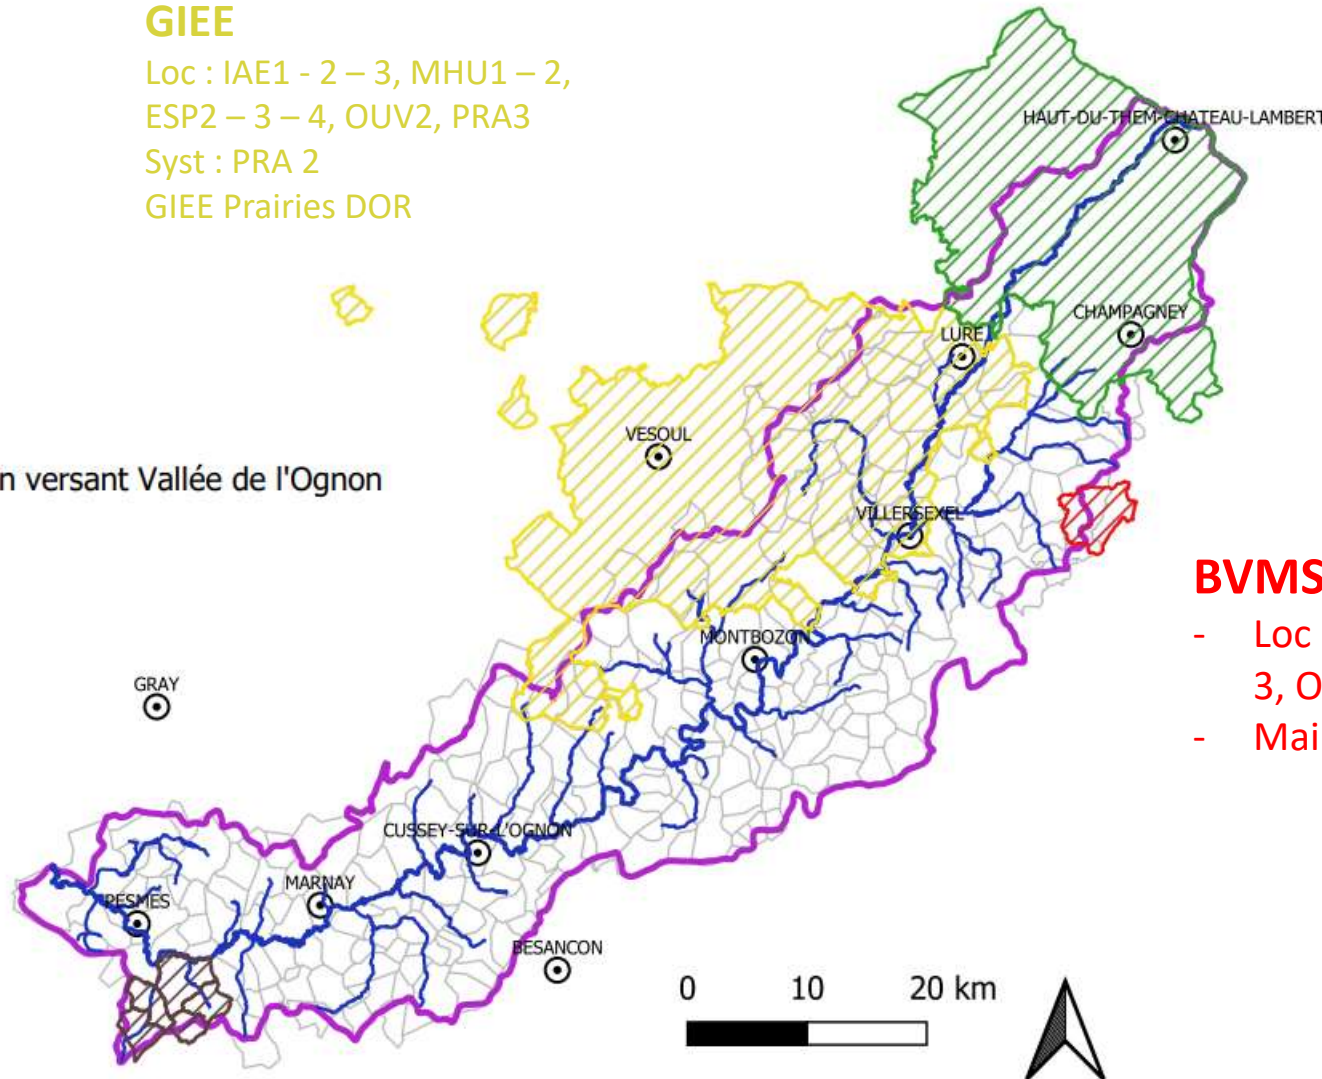 GIEE
Loc : IAE1 - 2 – 3, MHU1 – 2,
ESP2 – 3 – 4, OUV2, PRA3
Syst : PRA 2
GIEE Prairies DOR
HAUT-DU-THEM-CHATEAU-LAMBERT
CHAMPAGNEY
LURE
VESOUL
n versant Vallée de l'Ognon
VILLERSEXEL
BVMS
- Loc
3, O
- Mai
MONTBOZON
GRAY
CUSSEY-SUR-L'OGNON
MARNAY
PESMES
BESANCON
0 10 20 km